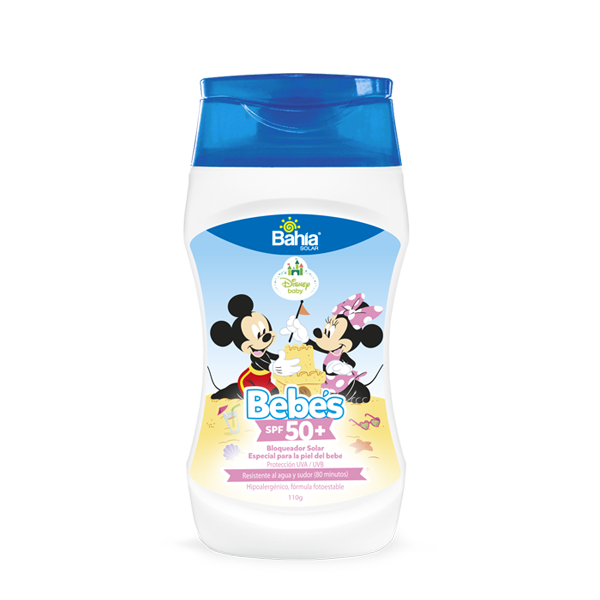 Bahía®
SOLAR
Disney
baby
Bebés
SPF 50+
Bloqueador Solar
Especial para la piel del bebe
Protección UVA / UVB
Resistente al agua y sudor (80 minutos)
Hipoalergénico, fórmula fotoestable
110g